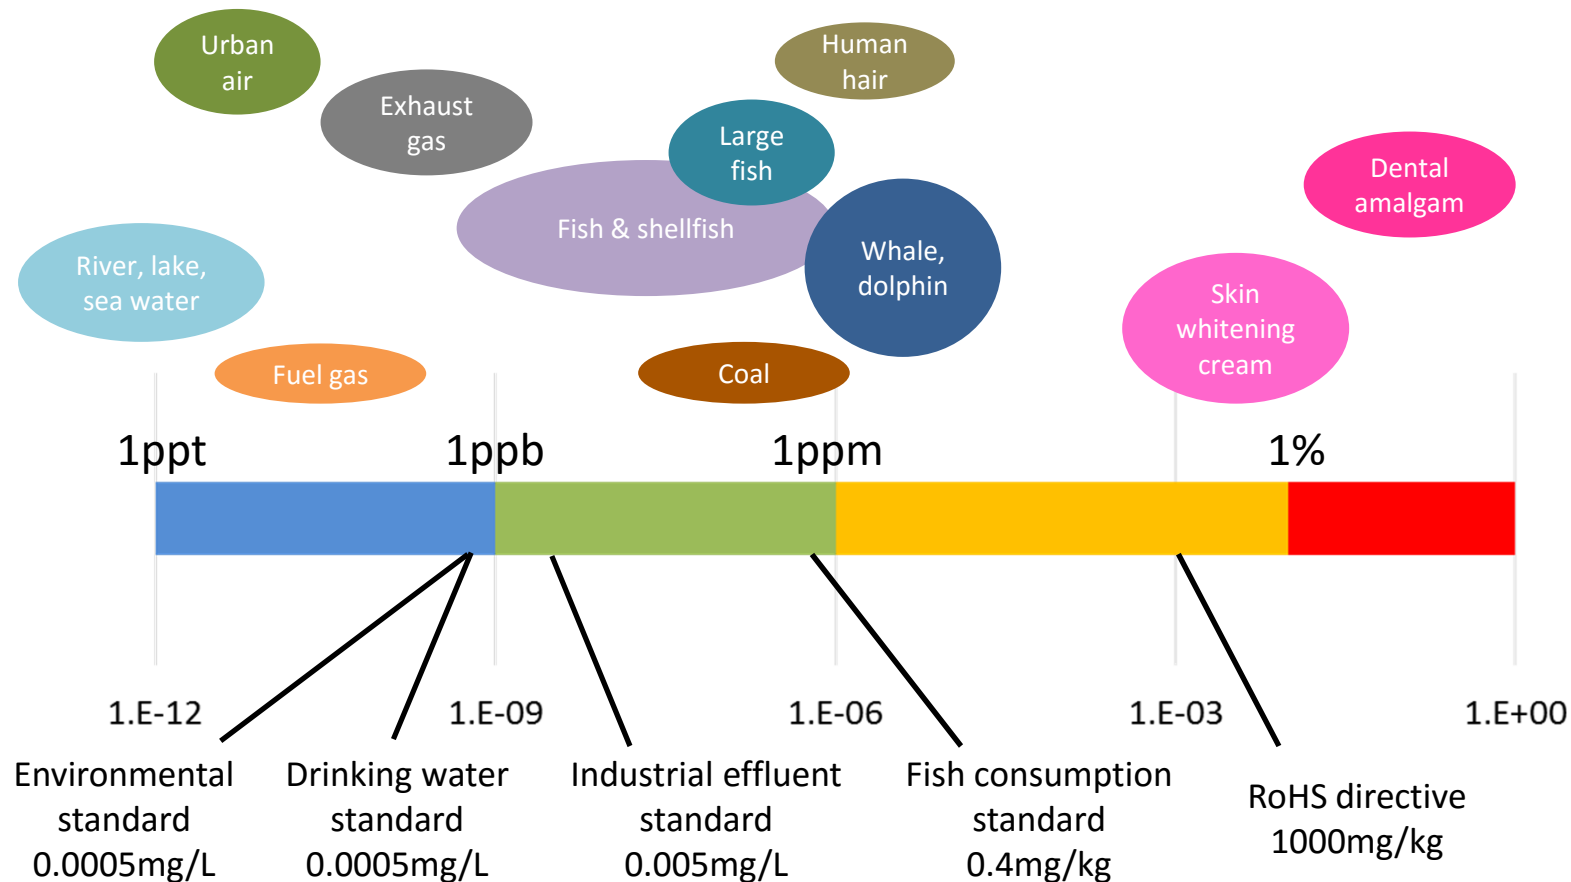 Urban
air
Human
hair
Exhaust
gas
Large
fish
Dental
amalgam
Fish & shellfish
River, lake,
sea water
Whale,
dolphin
Skin
whitening
cream
Fuel gas
Coal
1ppt
1ppb
1ppm
1%
1.E-12
1.E-09
1.E-06
1.E-03
1.E+00
Environmental
standard
0.0005mg/L
Drinking water
standard
0.0005mg/L
Industrial effluent
standard
0.005mg/L
Fish consumption
standard
0.4mg/kg
RoHS directive
1000mg/kg